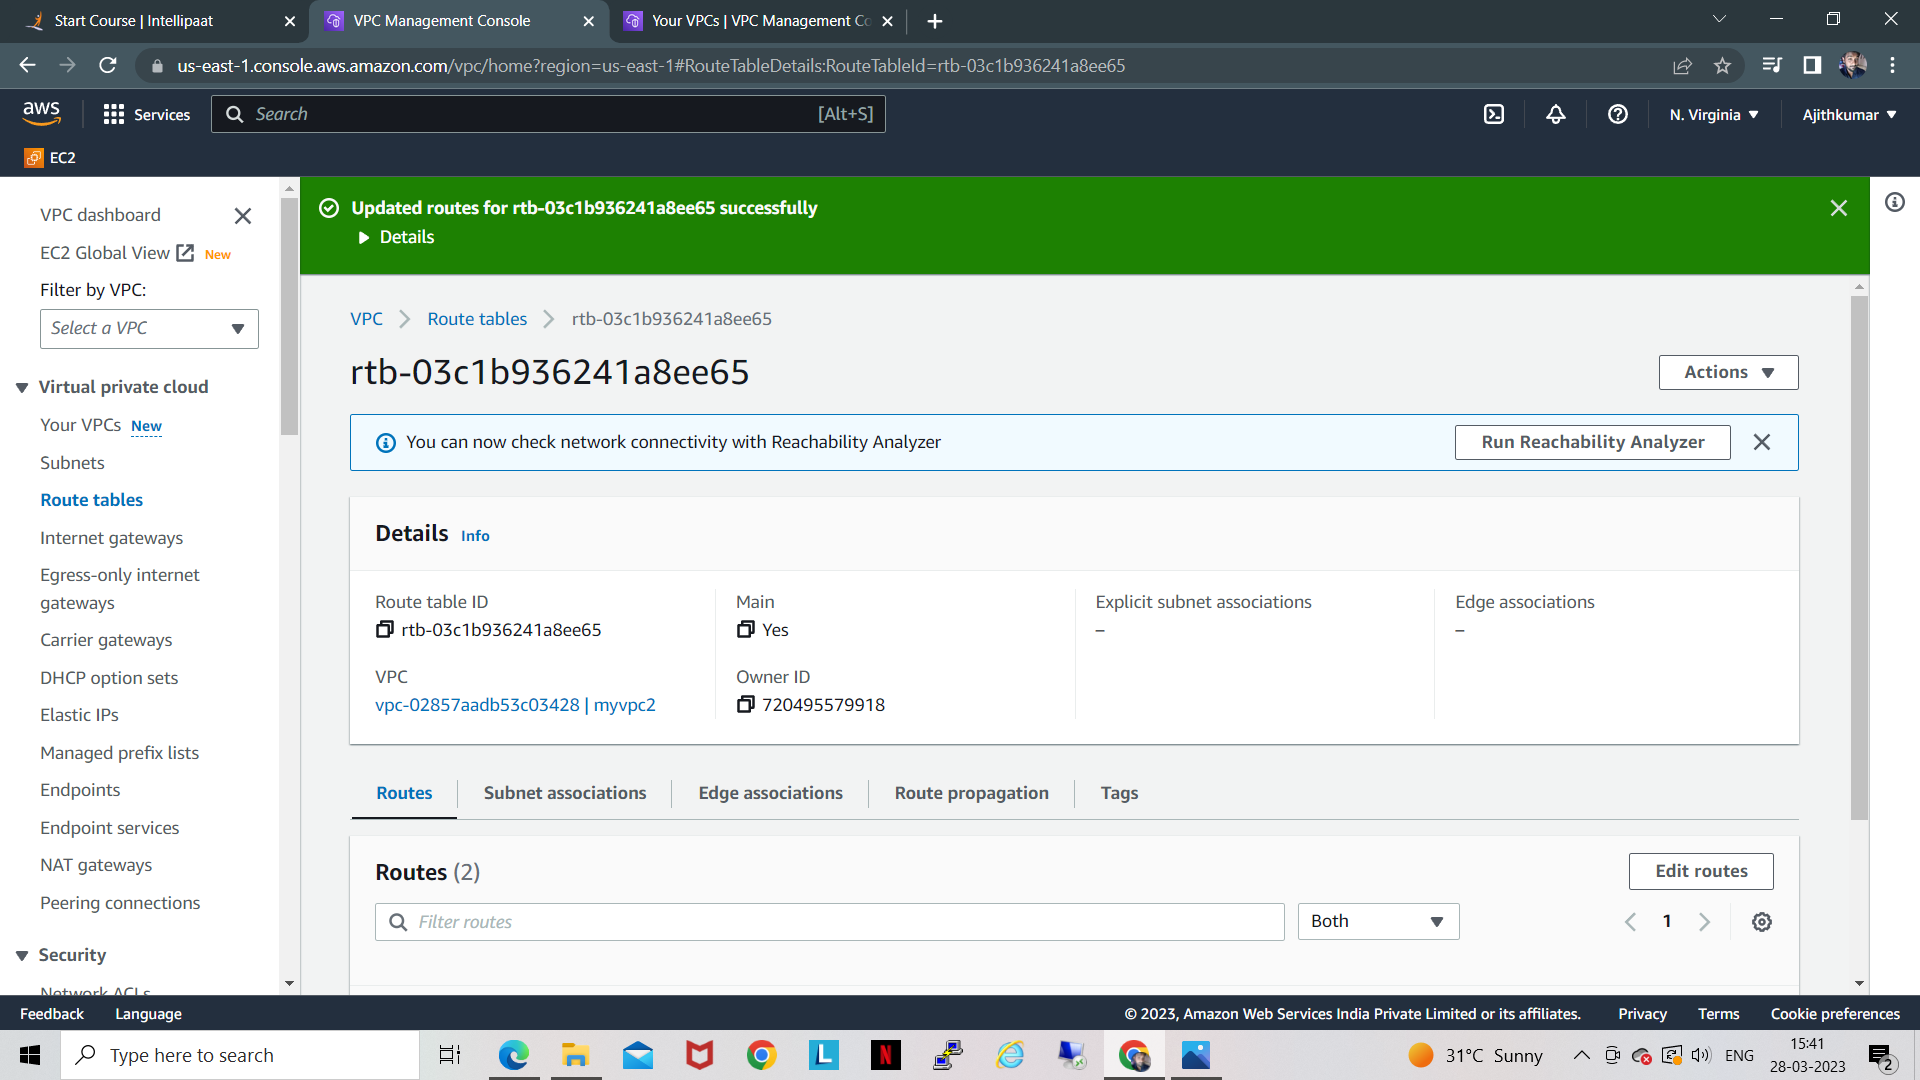 Start Course | Intellipaat
VPC Management Console
Your VPCs | VPC Management Co
us-east-1.console.aws.amazon.com/vpc/home?region=us-east-1#RouteTableDetails:RouteTableId=rtb-03c1b936241a8ee65
aws
Services
Search
[Alt+S]
N. Virginia
Ajithkumar
EC2
VPC dashboard
EC2 Global View New
Filter by VPC:
Select a VPC
Virtual private cloud
Your VPCs New
Subnets
Route tables
Internet gateways
Egress-only internet
gateways
Carrier gateways
DHCP option sets
Elastic IPs
Managed prefix lists
Endpoints
Endpoint services
NAT gateways
Peering connections
Security
Network ACLs
Updated routes for rtb-03c1b936241a8ee65 successfully
Details
VPC
Route tables
rtb-03c1b936241a8ee65
rtb-03c1b936241a8ee65
Actions
You can now check network connectivity with Reachability Analyzer
Run Reachability Analyzer
Details Info
Route table ID
rtb-03c1b936241a8ee65
Main
Yes
Explicit subnet associations
–
Edge associations
–
VPC
vpc-02857aadb53c03428 | myvpc2
Owner ID
720495579918
Routes
Subnet associations
Edge associations
Route propagation
Tags
Routes (2)
Edit routes
Filter routes
Both
1
Feedback
Language
© 2023, Amazon Web Services India Private Limited or its affiliates.
Privacy
Terms
Cookie preferences
Type here to search
L
N
31°C Sunny
ENG
15:41
28-03-2023
2